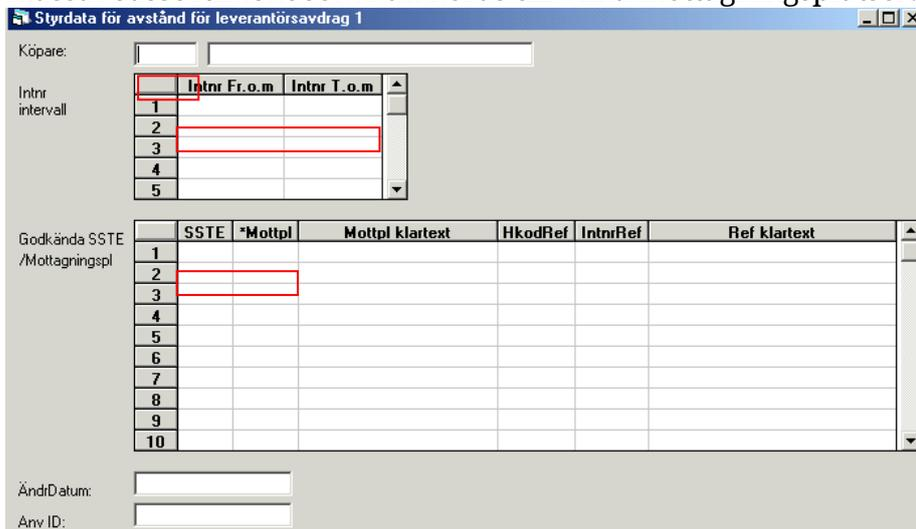 Styrdata för avstånd för leverantörsavdrag 1
Köpare:
Intnr
intervall
Intnr Fr.o.m Intnr T.o.m
1
2
3
4
5
Godkända SSTE
/Mottagningspl
SSTE *Mottpl Mottpl klartext HkodRef IntnrRef Ref klartext
1
2
3
4
5
6
7
8
9
10
ÄndrDatum:
Anv ID: